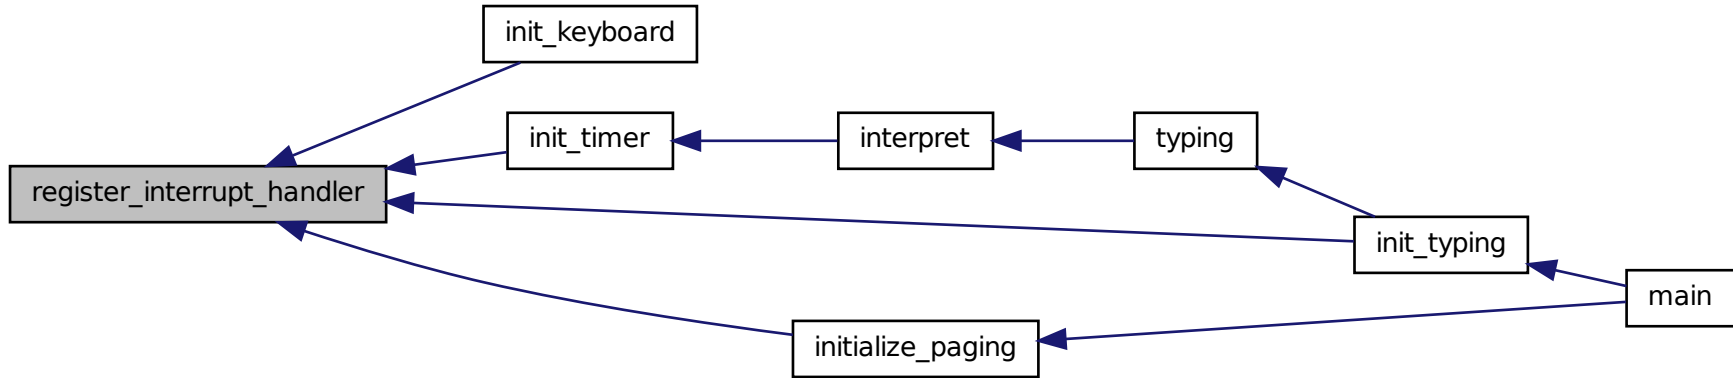 init_keyboard
init_timer
interpret
typing
register_interrupt_handler
init_typing
main
initialize_paging